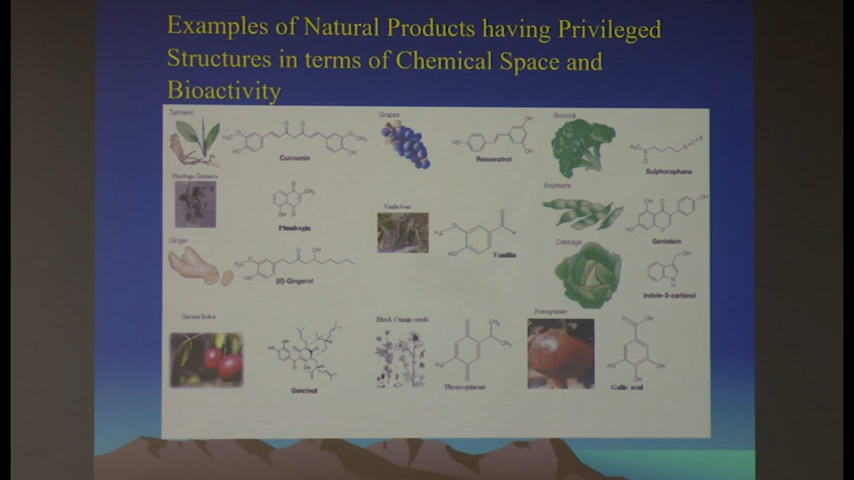 Examples of Natural Products having Privileged
Structures in terms of Chemical Space and
Bioactivity
Turmeric
Curcumin
Grapes
Resveratrol
Broccoli
Sulphoraphane
Plumbago Zeylanica
Plumbagin
Vanilla bean
Vanillin
Soybeans
Genistein
Ginger
[6]-Gingerol
Cabbage
Indole-3-carbinol
Garcinia Indica
Garcinol
Black Cumin seeds
Thymoquinone
Pomegranate
Gallic acid